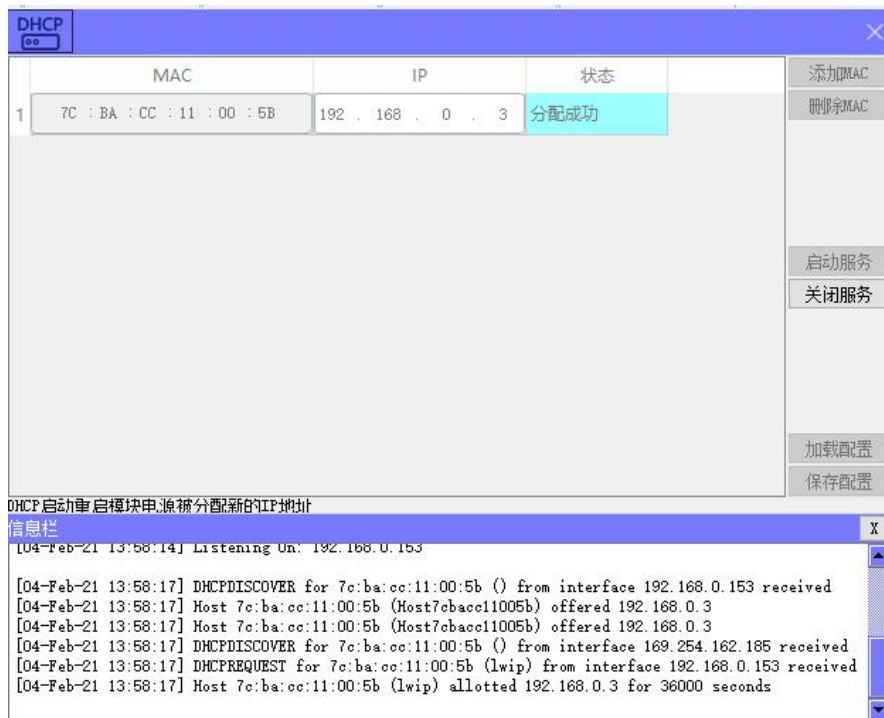 DHCP
MAC IP 状态
1 7C : BA : CC : 11 : 00 : 5B 192 . 168 . 0 . 3 分配成功
添加MAC
删除MAC
启动服务
关闭服务
加载配置
保存配置
DHCP启动重启模块电源被分配新的IP地址
信息栏 X
[04-Feb-21 13:58:14] Listening On: 192.168.0.153
[04-Feb-21 13:58:17] DHCPDISCOVER for 7c:ba:cc:11:00:5b () from interface 192.168.0.153 received
[04-Feb-21 13:58:17] Host 7c:ba:cc:11:00:5b (Host7cbacc11005b) offered 192.168.0.3
[04-Feb-21 13:58:17] Host 7c:ba:cc:11:00:5b (Host7cbacc11005b) offered 192.168.0.3
[04-Feb-21 13:58:17] DHCPDISCOVER for 7c:ba:cc:11:00:5b () from interface 169.254.162.185 received
[04-Feb-21 13:58:17] DHCPREQUEST for 7c:ba:cc:11:00:5b (lwip) from interface 192.168.0.153 received
[04-Feb-21 13:58:17] Host 7c:ba:cc:11:00:5b (lwip) allotted 192.168.0.3 for 36000 seconds